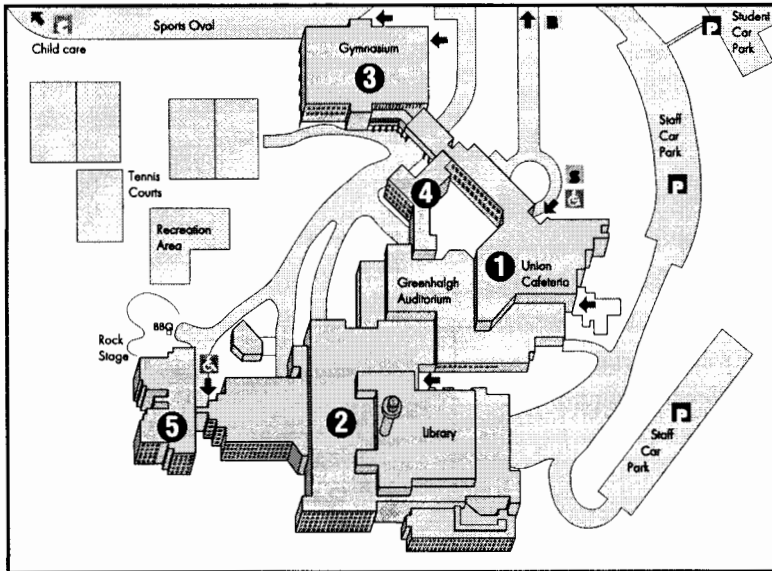 Sports Oval
Child care
Student
Car
Park
P
Gymnasium
3
B
Staff
Car
Park
P
S
Tennis
Courts
4
Recreation
Area
1
Union
Cafeteria
Greenhalgh
Auditorium
BBQ
Rock
Stage
5
2
Library
P
Staff
Car
Park